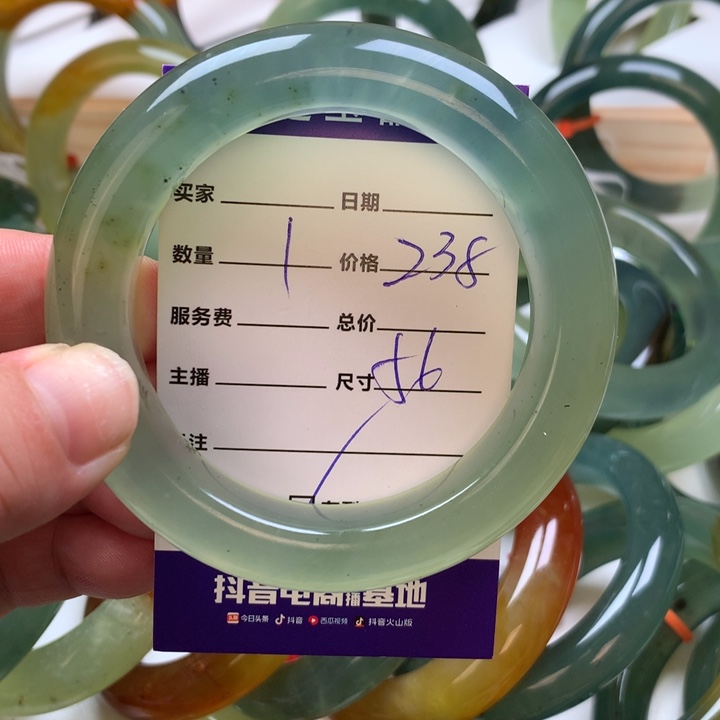 买家 日期
数量 1 价格 238
服务费 总价
主播 尺寸 56
注
抖音电商直播基地
今日头条 抖音 西瓜视频 抖音火山版